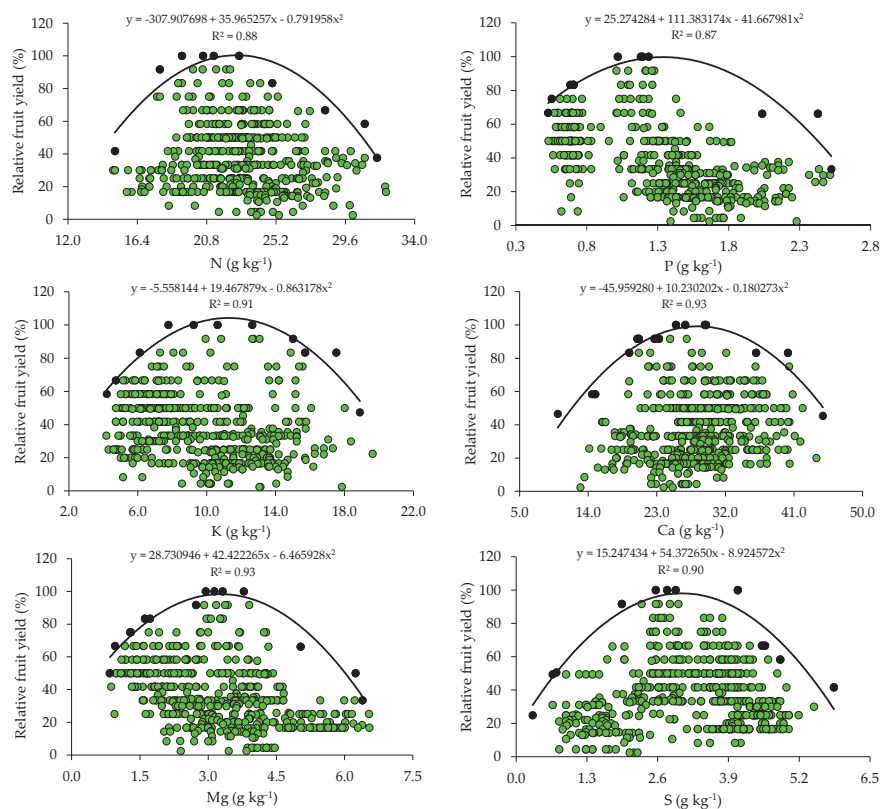 y = -307.907698 + 35.965257x - 0.791958x²
R² = 0.88
Relative fruit yield (%)
120
100
80
60
40
20
0
12.0 16.4 20.8 25.2 29.6 34.0
N (g kg⁻¹)
y = 25.274284 + 111.383174x - 41.667981x²
R² = 0.87
Relative fruit yield (%)
120
100
80
60
40
20
0
0.3 0.8 1.3 1.8 2.3 2.8
P (g kg⁻¹)
y = -5.558144 + 19.467879x - 0.863178x²
R² = 0.91
Relative fruit yield (%)
120
100
80
60
40
20
0
2.0 6.0 10.0 14.0 18.0 22.0
K (g kg⁻¹)
y = -45.959280 + 10.230202x - 0.180273x²
R² = 0.93
Relative fruit yield (%)
120
100
80
60
40
20
0
5.0 14.0 23.0 32.0 41.0 50.0
Ca (g kg⁻¹)
y = 28.730946 + 42.422265x - 6.465928x²
R² = 0.93
Relative fruit yield (%)
120
100
80
60
40
20
0
0.0 1.5 3.0 4.5 6.0 7.5
Mg (g kg⁻¹)
y = 15.247434 + 54.372650x - 8.924572x²
R² = 0.90
Relative fruit yield (%)
120
100
80
60
40
20
0
0.0 1.3 2.6 3.9 5.2 6.5
S (g kg⁻¹)